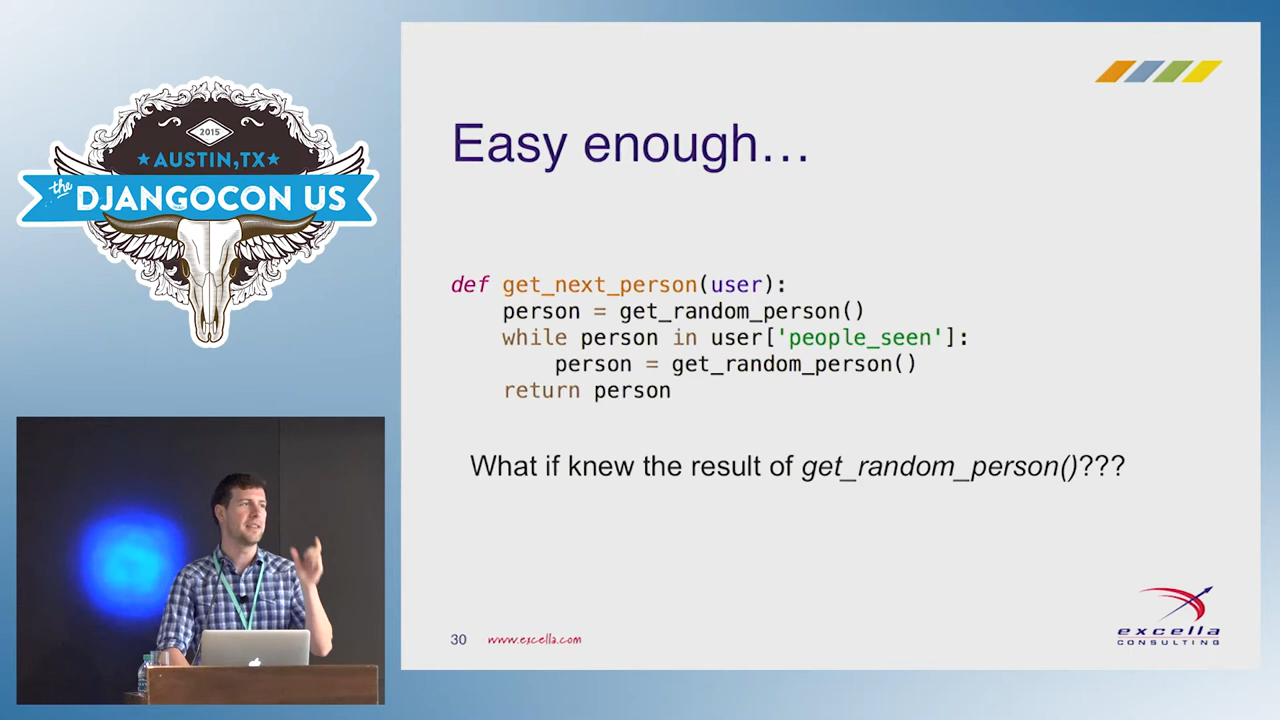 2015
★AUSTIN,TX★
the DJANGOCON US
Easy enough…
def get_next_person(user):
    person = get_random_person()
    while person in user['people_seen']:
        person = get_random_person()
    return person
What if knew the result of get_random_person()???
30 www.excella.com
excella
CONSULTING